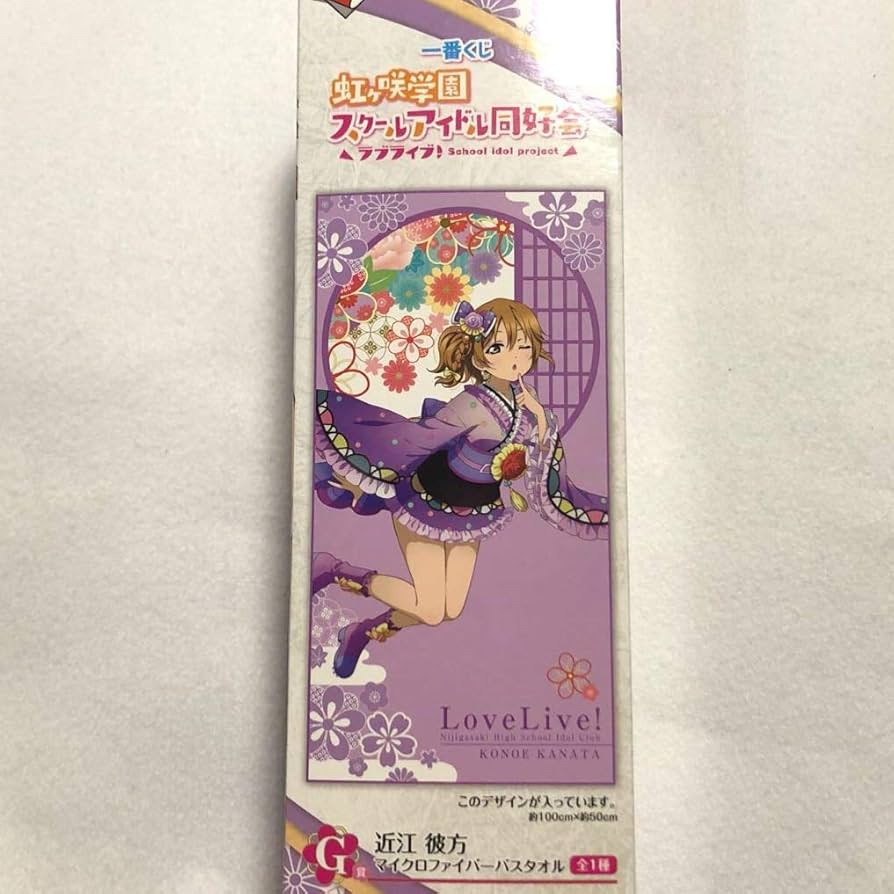 一番くじ
虹ヶ咲学園
スクールアイドル同好会
ラブライブ! School idol project
LoveLive!
Nijigasaki High School Idol Club
KONOE KANATA
このデザインが入っています。
約100cm×約50cm
G賞 近江 彼方
マイクロファイバーバスタオル 全1種